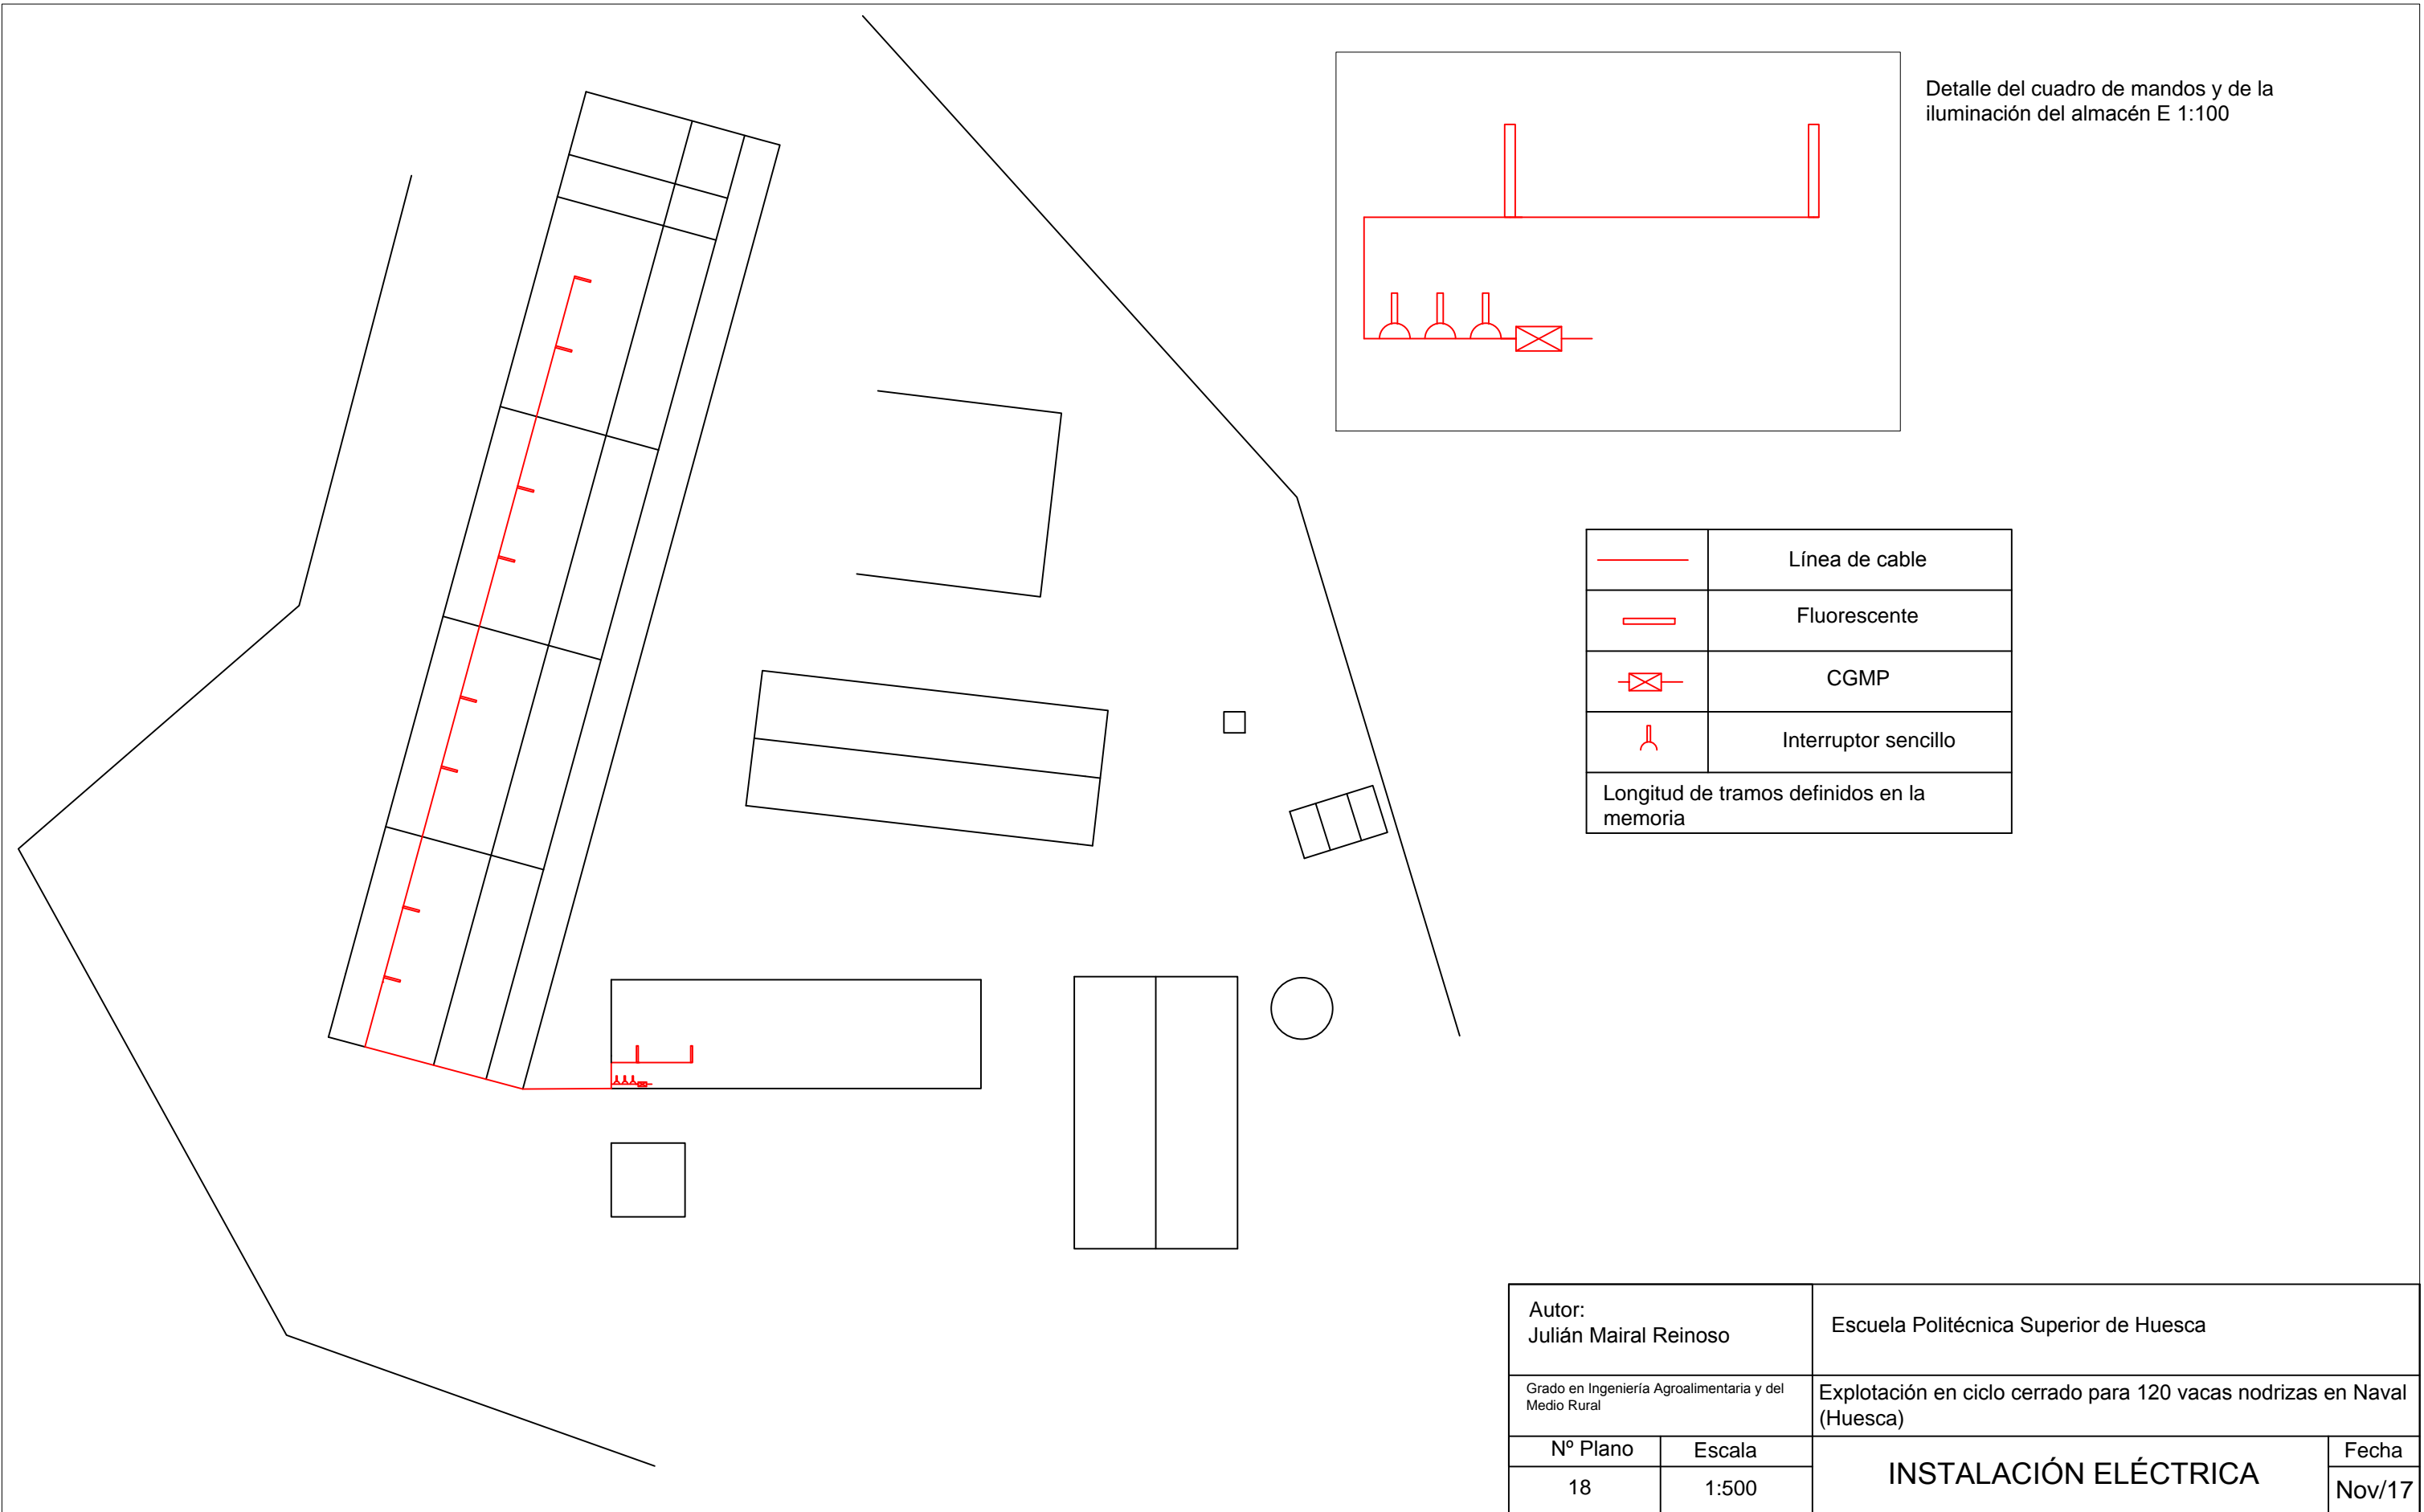 Detalle del cuadro de mandos y de la
iluminación del almacén E 1:100
Línea de cable
Fluorescente
CGMP
Interruptor sencillo
Longitud de tramos definidos en la
memoria
Autor:
Julián Mairal Reinoso
Escuela Politécnica Superior de Huesca
Grado en Ingeniería Agroalimentaria y del
Medio Rural
Explotación en ciclo cerrado para 120 vacas nodrizas en Naval
(Huesca)
Nº Plano
Escala
INSTALACIÓN ELÉCTRICA
Fecha
18
1:500
Nov/17